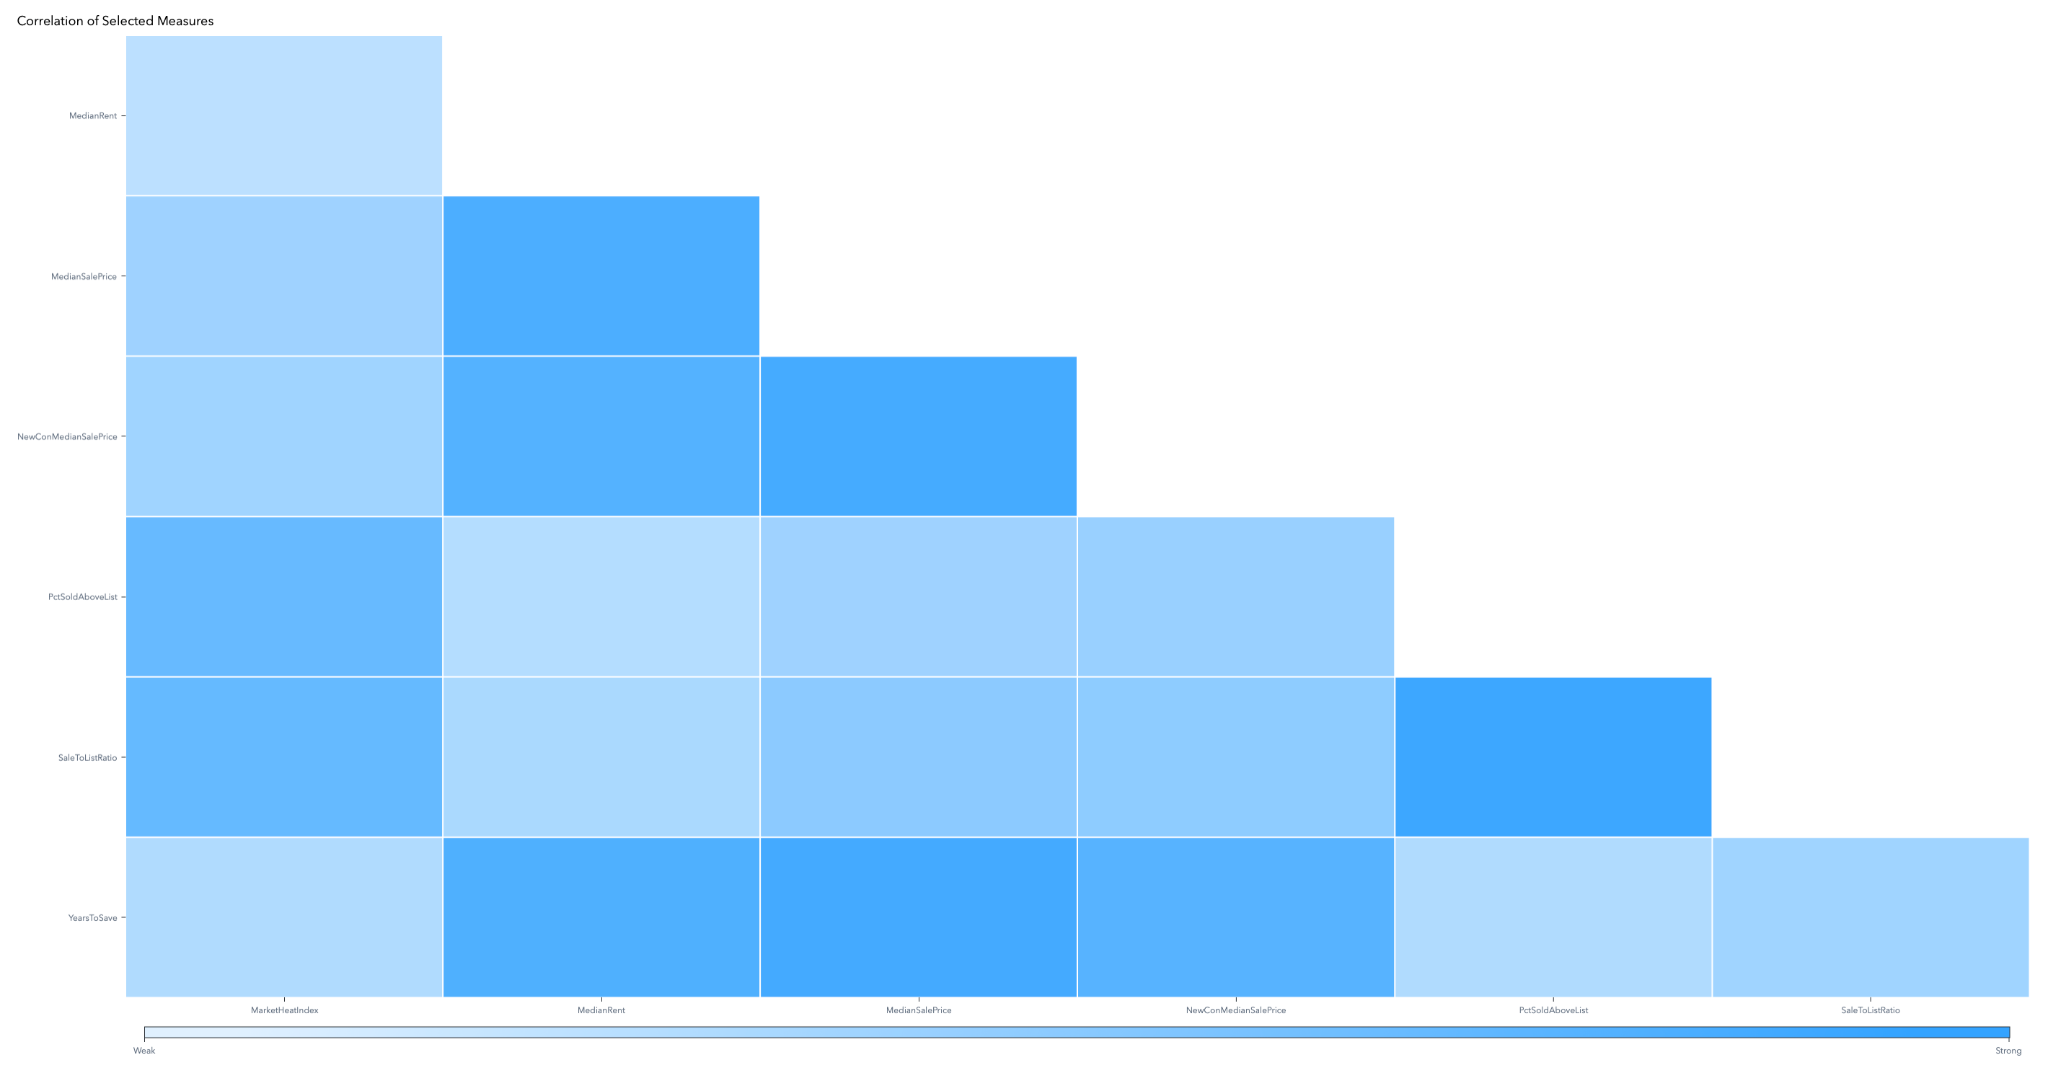 Correlation of Selected Measures
MedianRent
MedianSalePrice
NewConMedianSalePrice
PctSoldAboveList
SaleToListRatio
YearsToSave
MarketHeatIndex
MedianRent
MedianSalePrice
NewConMedianSalePrice
PctSoldAboveList
SaleToListRatio
Weak
Strong